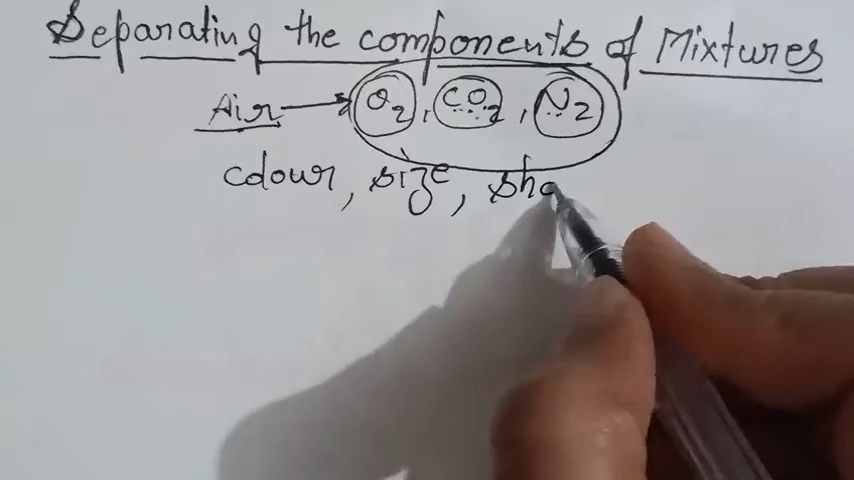 Separating the components of Mixtures
Air → O2, CO2, N2
colour, size, sha